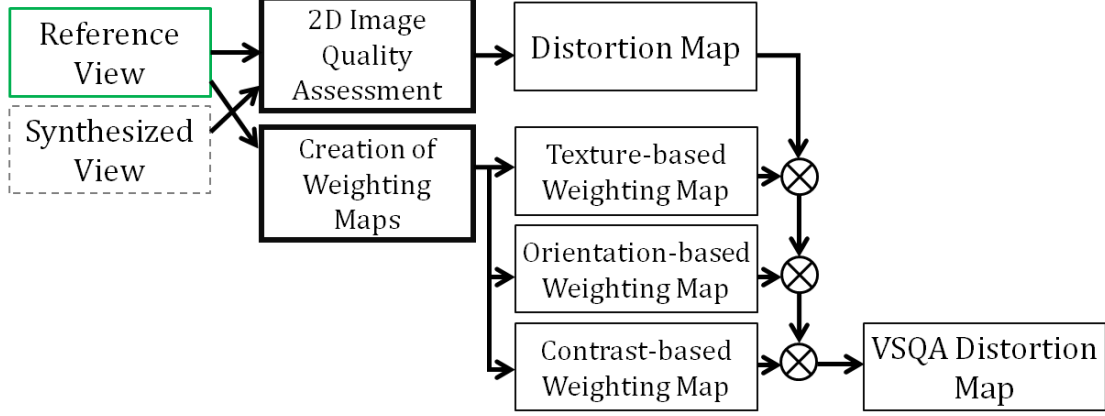 Reference
View
Synthesized
View
2D Image
Quality
Assessment
Creation of
Weighting
Maps
Distortion Map
Texture-based
Weighting Map
Orientation-based
Weighting Map
Contrast-based
Weighting Map
VSQA Distortion
Map